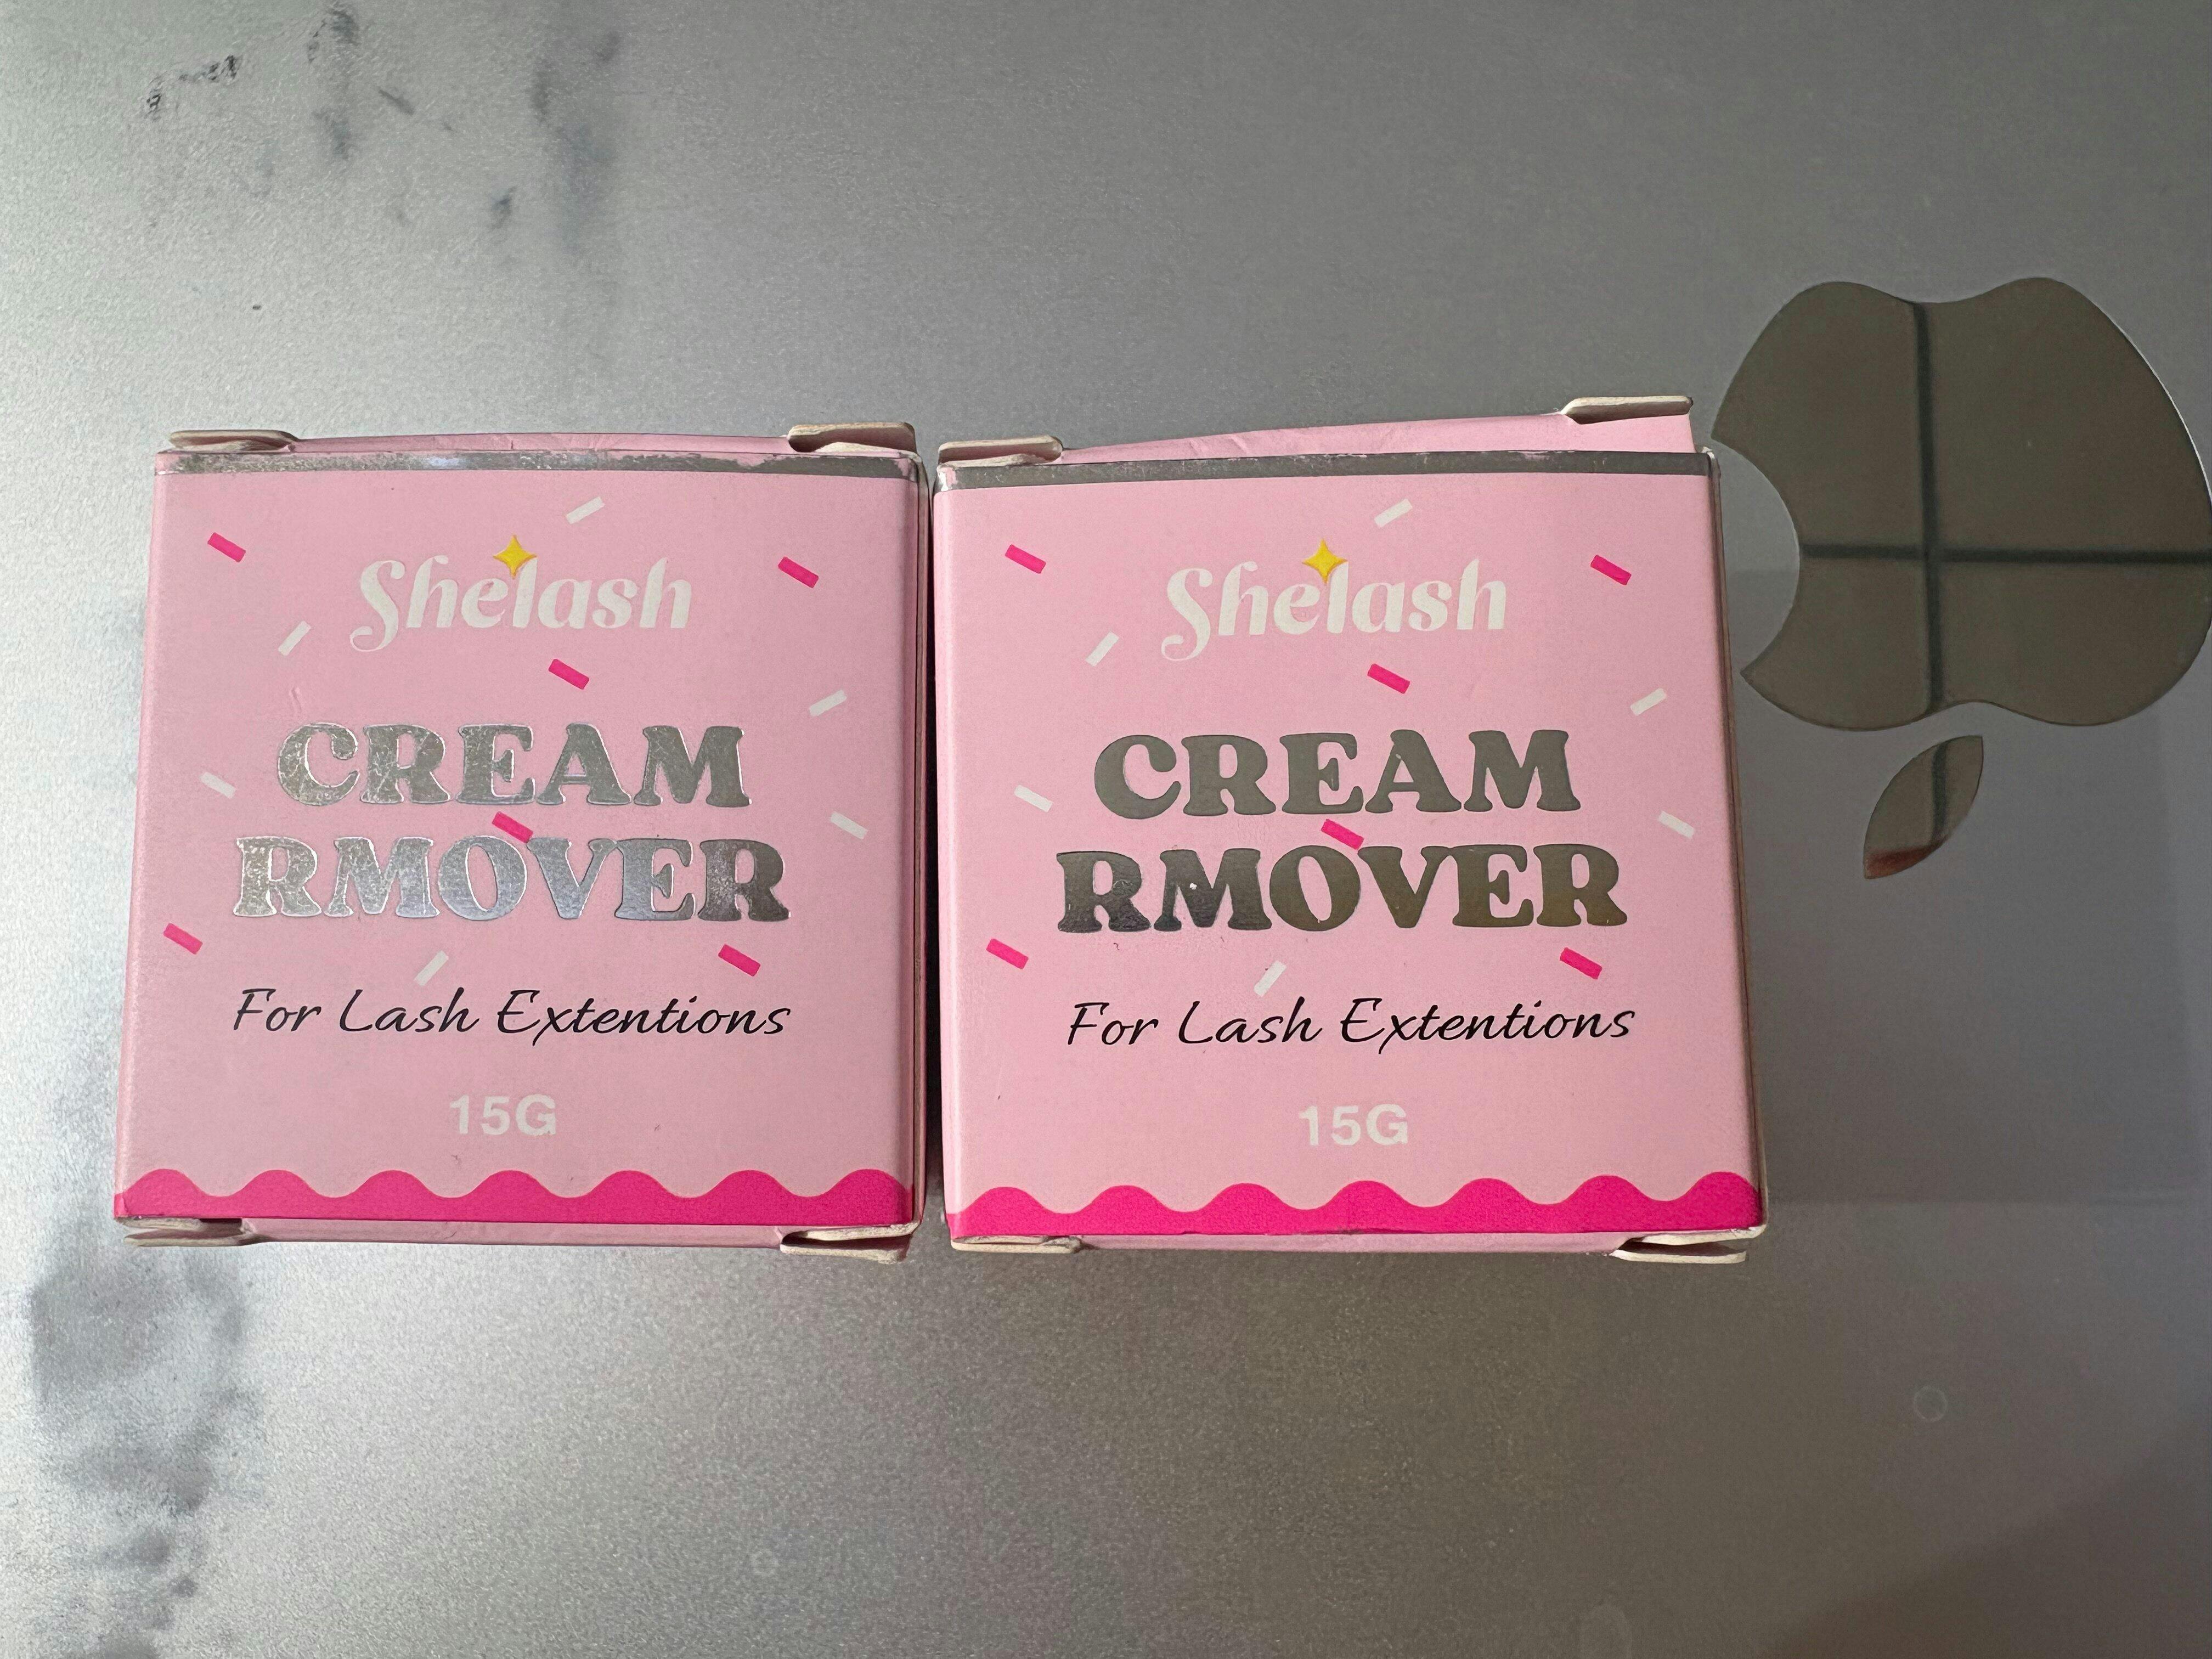 Shelash
CREAM
RMOVER
For Lash Extentions
15G
Shelash
CREAM
RMOVER
For Lash Extentions
15G